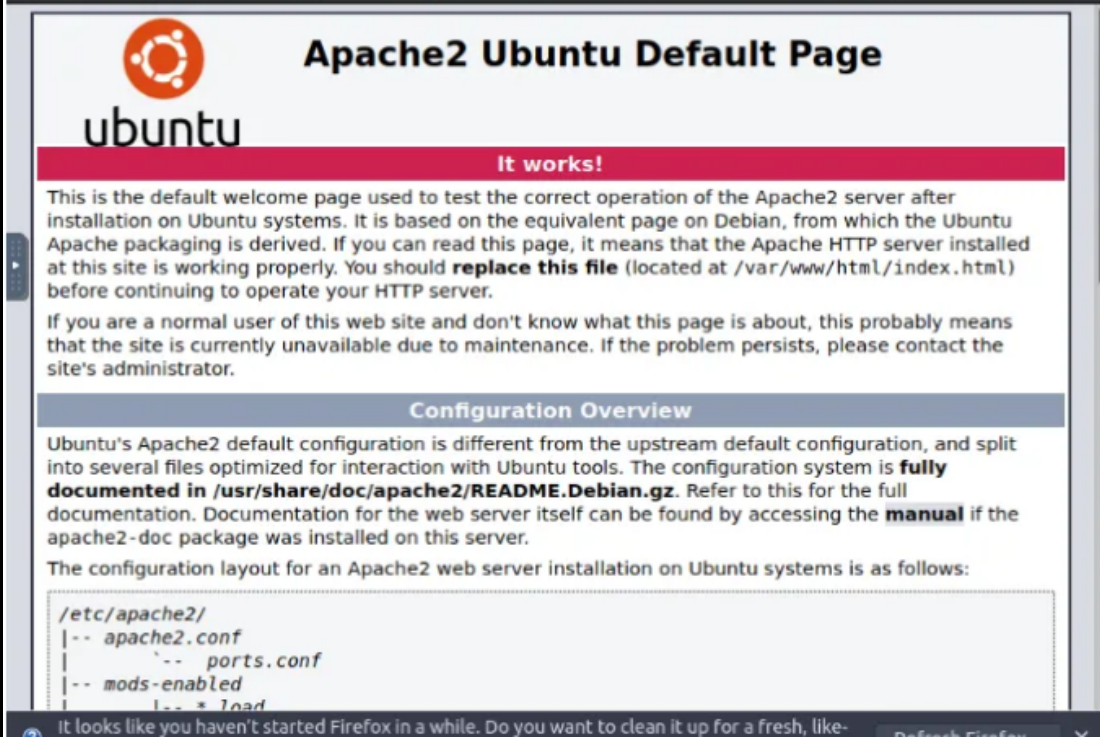 ubuntu
Apache2 Ubuntu Default Page
It works!
This is the default welcome page used to test the correct operation of the Apache2 server after
installation on Ubuntu systems. It is based on the equivalent page on Debian, from which the Ubuntu
Apache packaging is derived. If you can read this page, it means that the Apache HTTP server installed
at this site is working properly. You should replace this file (located at /var/www/html/index.html)
before continuing to operate your HTTP server.
If you are a normal user of this web site and don't know what this page is about, this probably means
that the site is currently unavailable due to maintenance. If the problem persists, please contact the
site's administrator.
Configuration Overview
Ubuntu's Apache2 default configuration is different from the upstream default configuration, and split
into several files optimized for interaction with Ubuntu tools. The configuration system is fully
documented in /usr/share/doc/apache2/README.Debian.gz. Refer to this for the full
documentation. Documentation for the web server itself can be found by accessing the manual if the
apache2-doc package was installed on this server.
The configuration layout for an Apache2 web server installation on Ubuntu systems is as follows:
/etc/apache2/
|-- apache2.conf
|       `--  ports.conf
|-- mods-enabled
|       |-- *.load
It looks like you haven't started Firefox in a while. Do you want to clean it up for a fresh, like-
Refresh Firefox